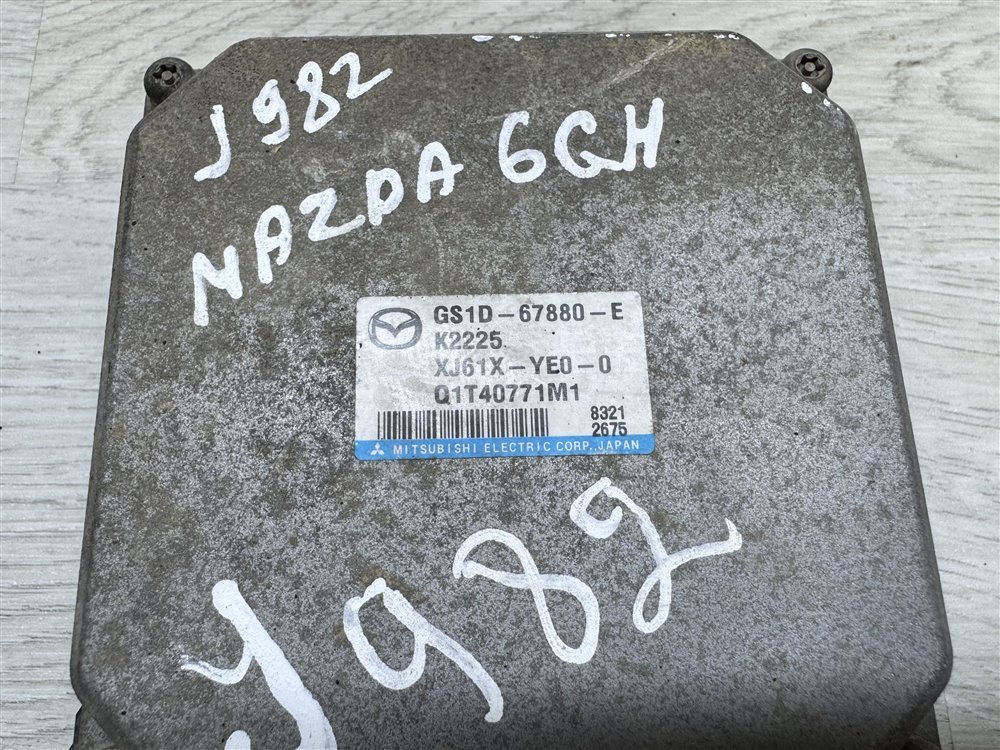 J982
MAZDA 6GH
GS1D-67880-E
K2225
XJ61X-YE0-0
Q1T40771M1
8321
2675
MITSUBISHI ELECTRIC CORP., JAPAN
J982